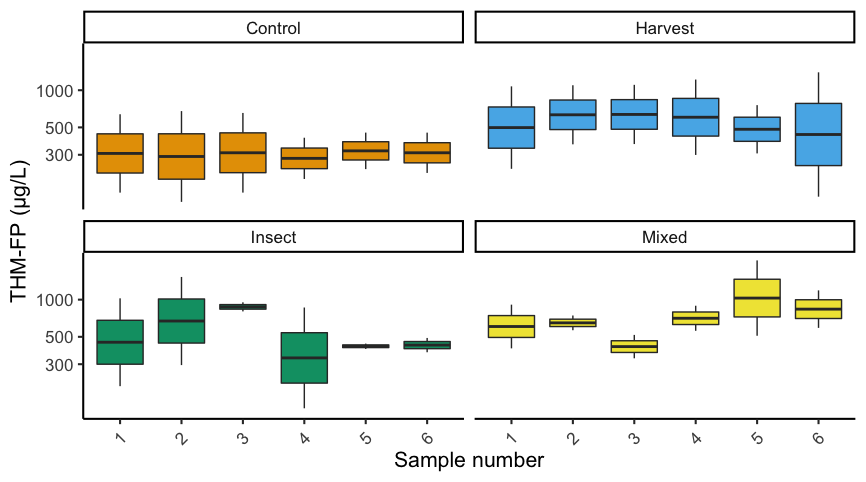 Control Harvest
1000
500
300
Insect Mixed
1000
500
300
THM-FP (µg/L)
1 2 3 4 5 6 1 2 3 4 5 6
Sample number